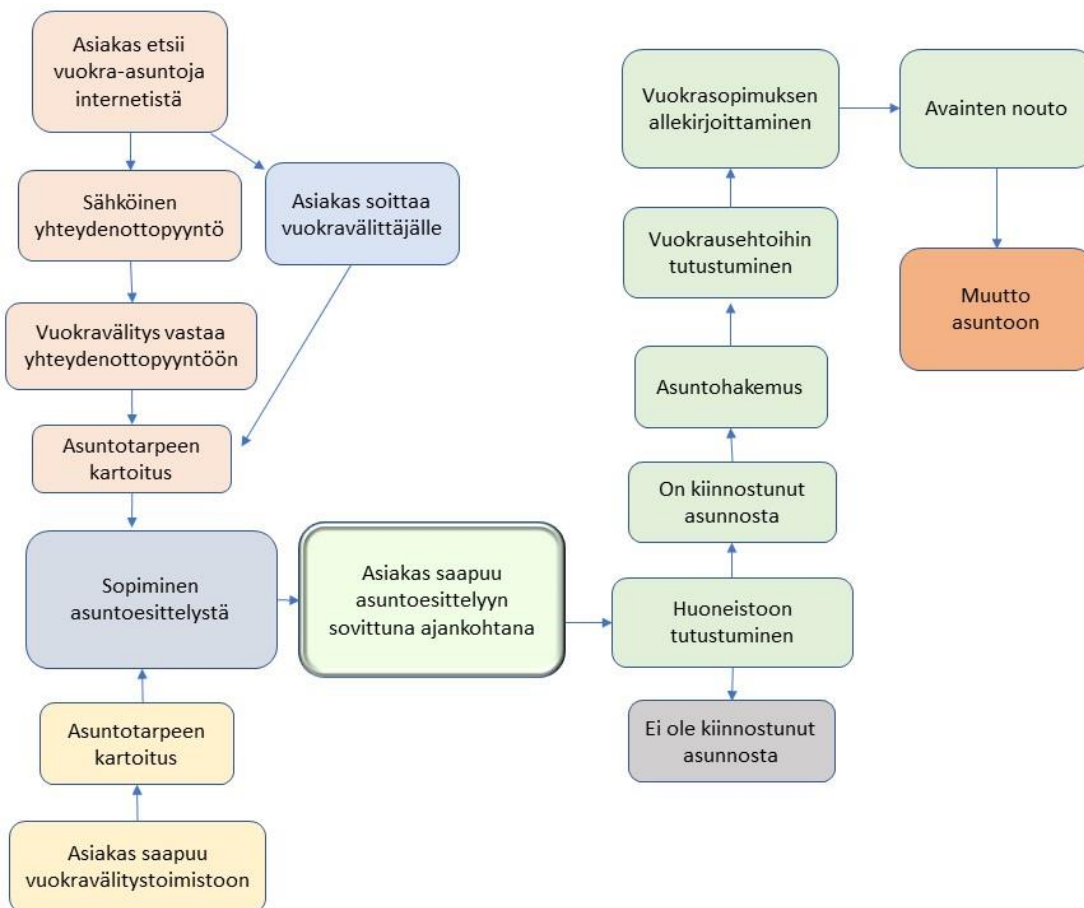 Asiakas etsii
vuokra-asuntoja
internetistä
Sähköinen
yhteydenottopyyntö
Asiakas soittaa
vuokravälittäjälle
Vuokravälitys vastaa
yhteydenottopyyntöön
Asuntotarpeen
kartoitus
Sopiminen
asuntoesittelystä
Asuntotarpeen
kartoitus
Asiakas saapuu
vuokravälitystoimistoon
Asiakas saapuu
asuntoesittelyyn
sovittuna ajankohtana
Huoneistoon
tutustuminen
Ei ole kiinnostunut
asunnosta
On kiinnostunut
asunnosta
Asuntohakemus
Vuokrausehtoihin
tutustuminen
Vuokrasopimuksen
allekirjoittaminen
Avainten nouto
Muutto
asuntoon